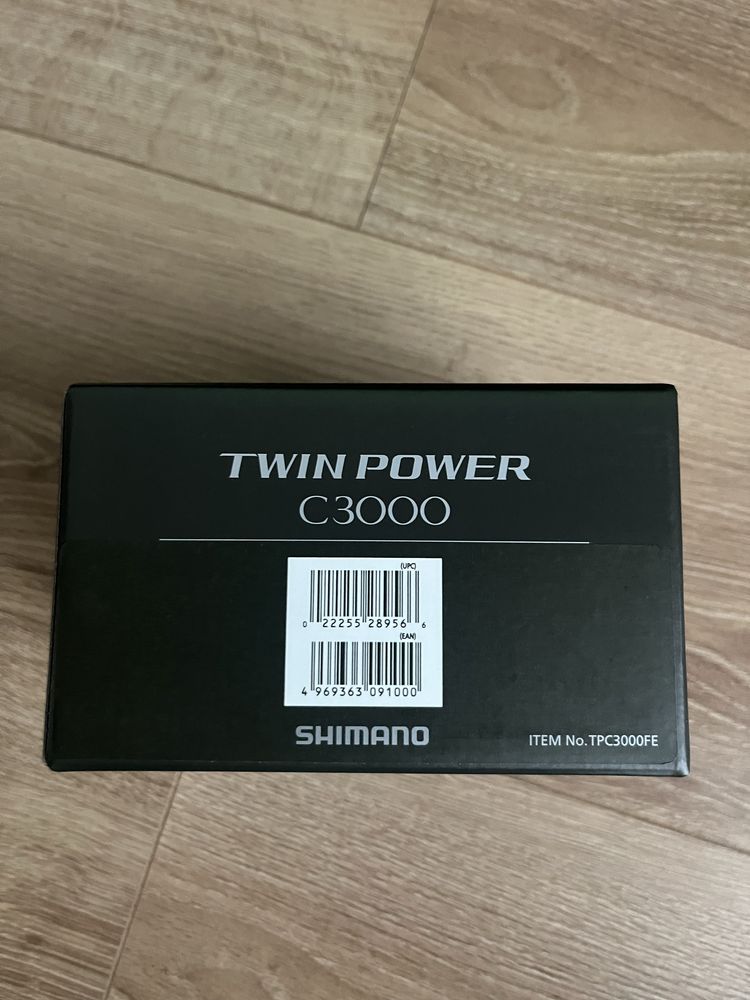 TWIN POWER
C3000
(UPC)
0 22255 28956 6
(EAN)
4 969363 091000
SHIMANO
ITEM No. TPC3000FE